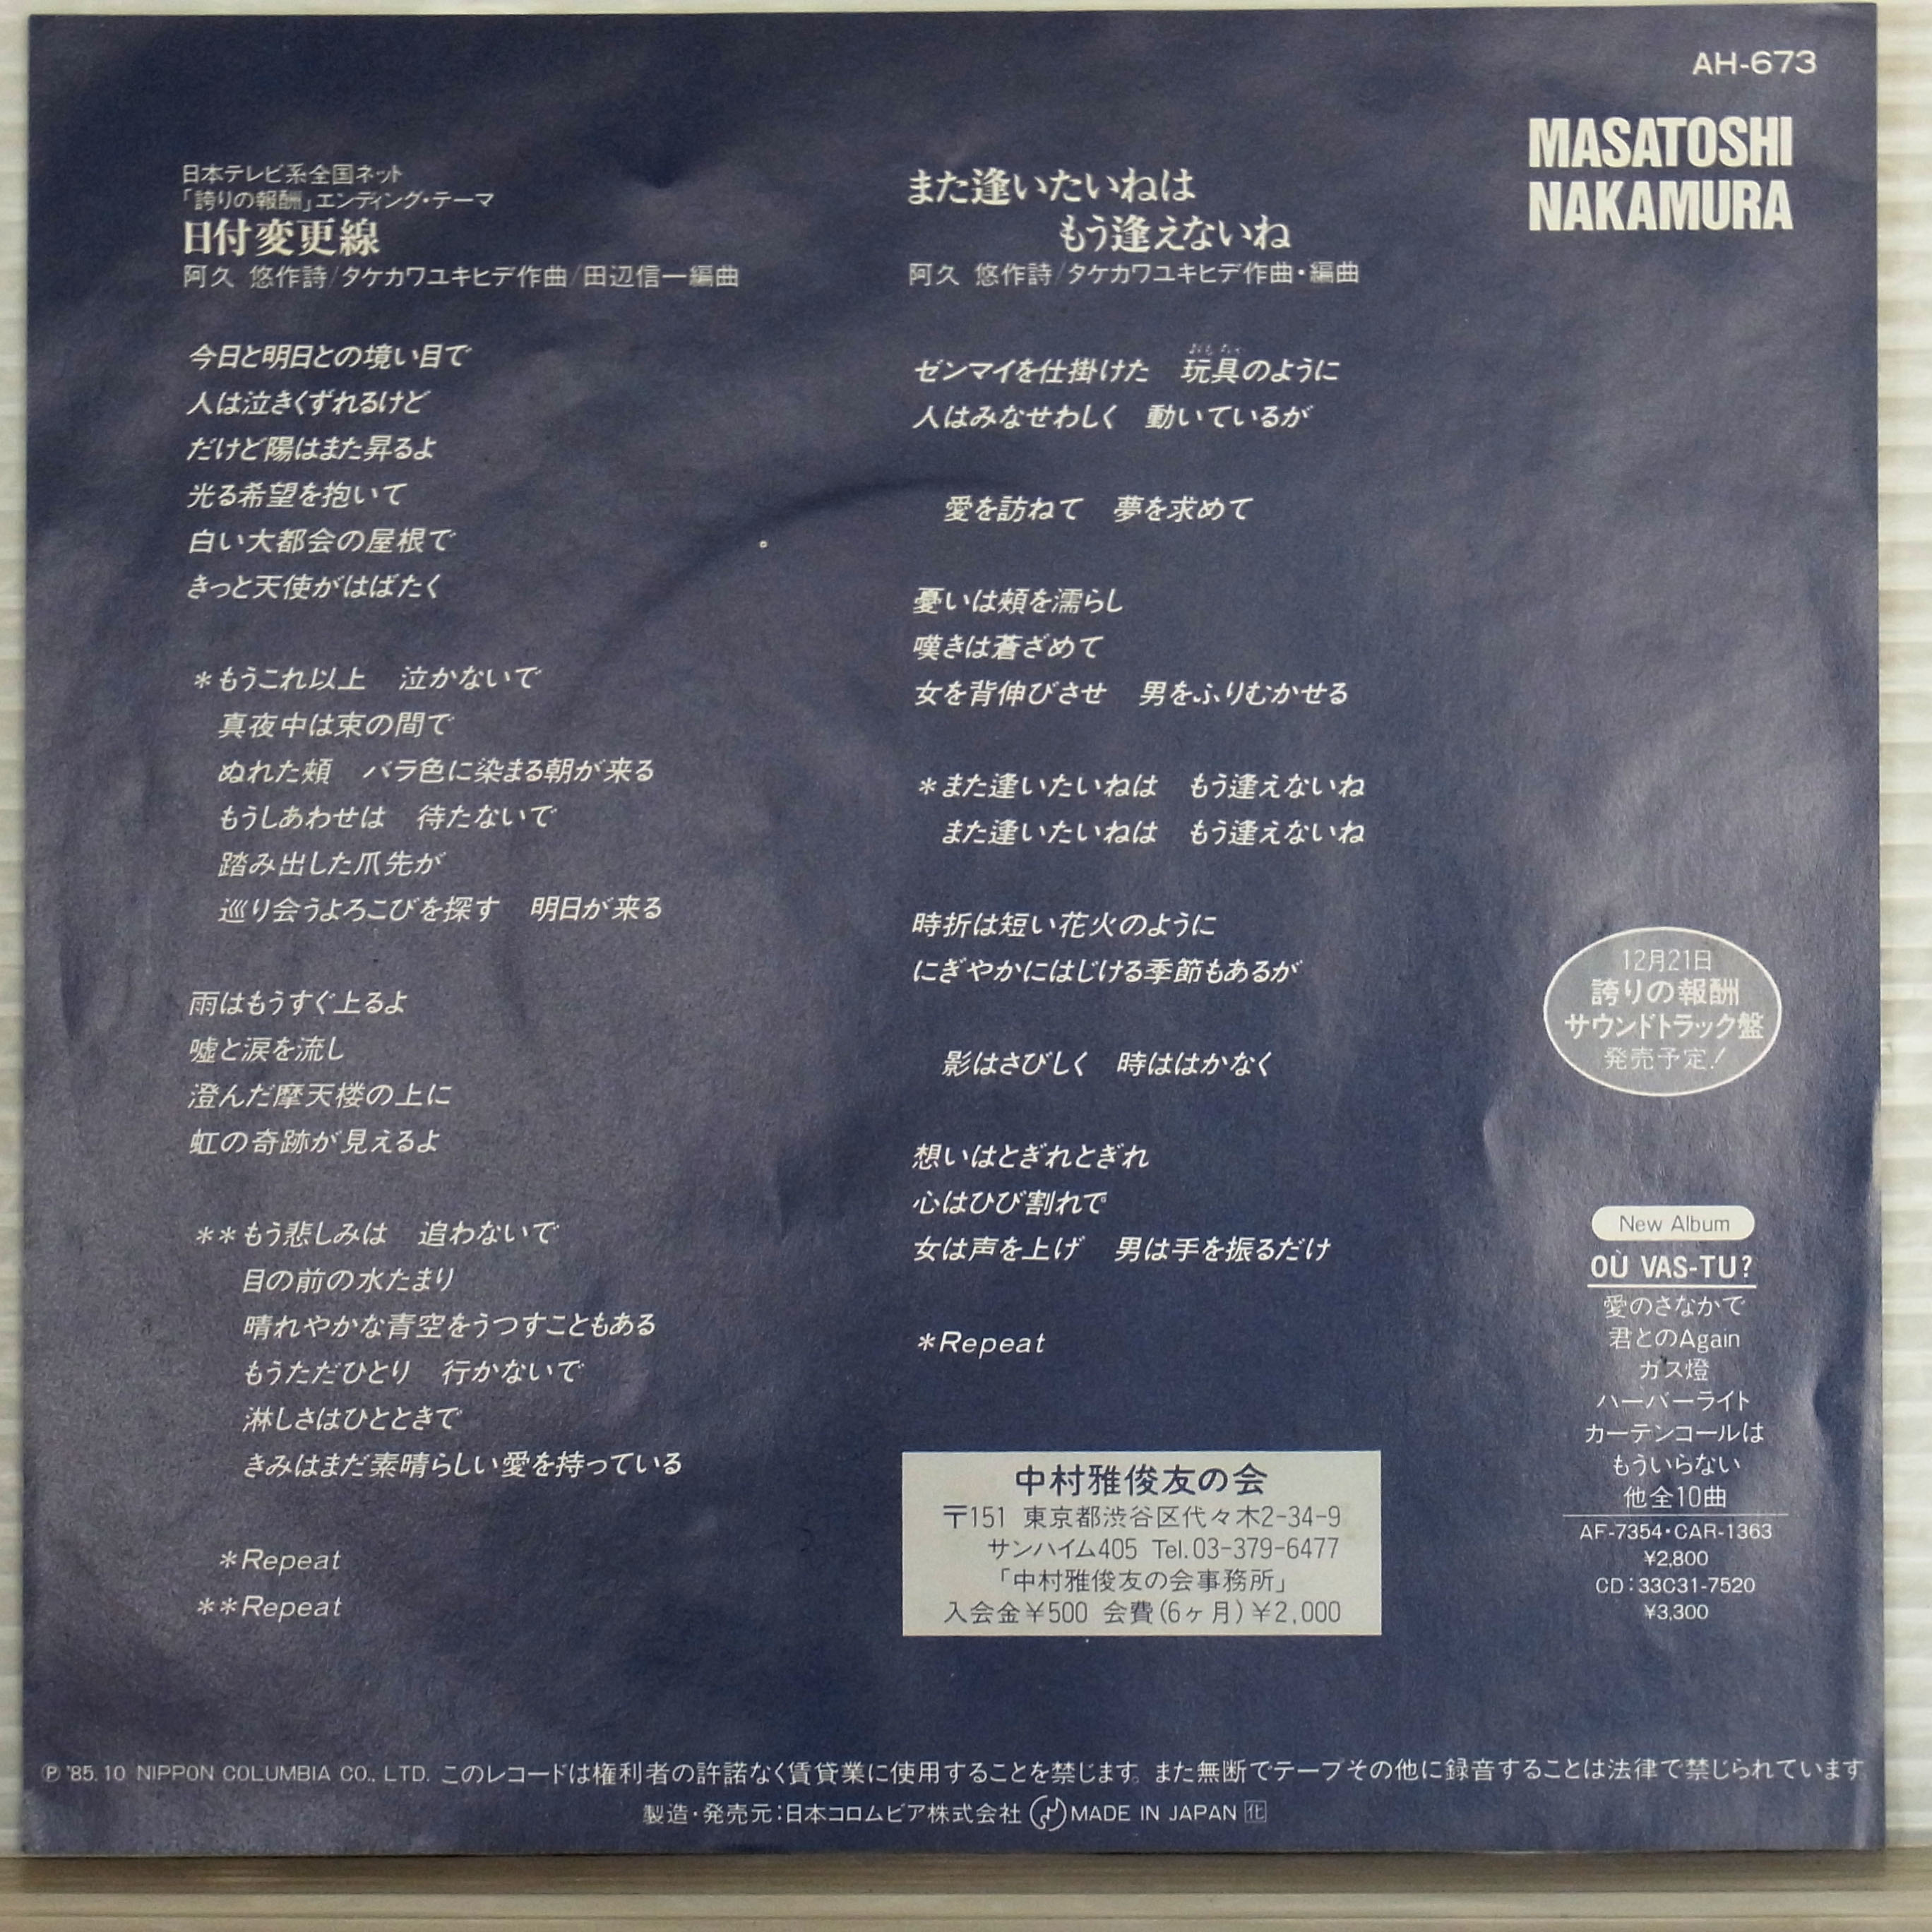 AH-673
MASATOSHI
NAKAMURA
日本テレビ系全国ネット
「誇りの報酬」エンディング・テーマ
日付変更線
阿久 悠作詩/タケカワユキヒデ作曲/田辺信一編曲
今日と明日との境い目で
人は泣きくずれるけど
だけど陽はまた昇るよ
光る希望を抱いて
白い大都会の屋根で
きっと天使がはばたく
*もうこれ以上 泣かないで
真夜中は束の間で
ぬれた頬 バラ色に染まる朝が来る
もうしあわせは 待たないで
踏み出した爪先が
巡り会うよろこびを探す 明日が来る
雨はもうすぐ上るよ
嘘と涙を流し
澄んだ摩天楼の上に
虹の奇跡が見えるよ
**もう悲しみは 追わないで
目の前の水たまり
晴れやかな青空をうつすこともある
もうただひとり 行かないで
淋しさはひとときで
きみはまだ素晴らしい愛を持っている
*Repeat
**Repeat
また逢いたいねは
もう逢えないね
阿久 悠作詩/タケカワユキヒデ作曲・編曲
おもちゃ
ゼンマイを仕掛けた 玩具のように
人はみなせわしく 動いているが
愛を訪ねて 夢を求めて
憂いは頬を濡らし
嘆きは蒼ざめて
女を背伸びさせ 男をふりむかせる
*また逢いたいねは もう逢えないね
また逢いたいねは もう逢えないね
時折は短い花火のように
にぎやかにはじける季節もあるが
影はさびしく 時ははかなく
想いはとぎれとぎれ
心はひび割れて
女は声を上げ 男は手を振るだけ
*Repeat
中村雅俊友の会
〒151 東京都渋谷区代々木2-34-9
サンハイム405 Tel.03-379-6477
「中村雅俊友の会事務所」
入会金¥500 会費(6ヶ月)¥2,000
12月21日
誇りの報酬
サウンドトラック盤
発売予定!
New Album
OÙ VAS-TU?
愛のさなかで
君とのAgain
ガス燈
ハーバーライト
カーテンコールは
もういらない
他全10曲
AF-7354・CAR-1363
¥2,800
CD:33C31-7520
¥3,300
Ⓟ '85.10 NIPPON COLUMBIA CO., LTD. このレコードは権利者の許諾なく賃貸業に使用することを禁じます。また無断でテープその他に録音することは法律で禁じられています。
製造・発売元:日本コロムビア株式会社 MADE IN JAPAN 化